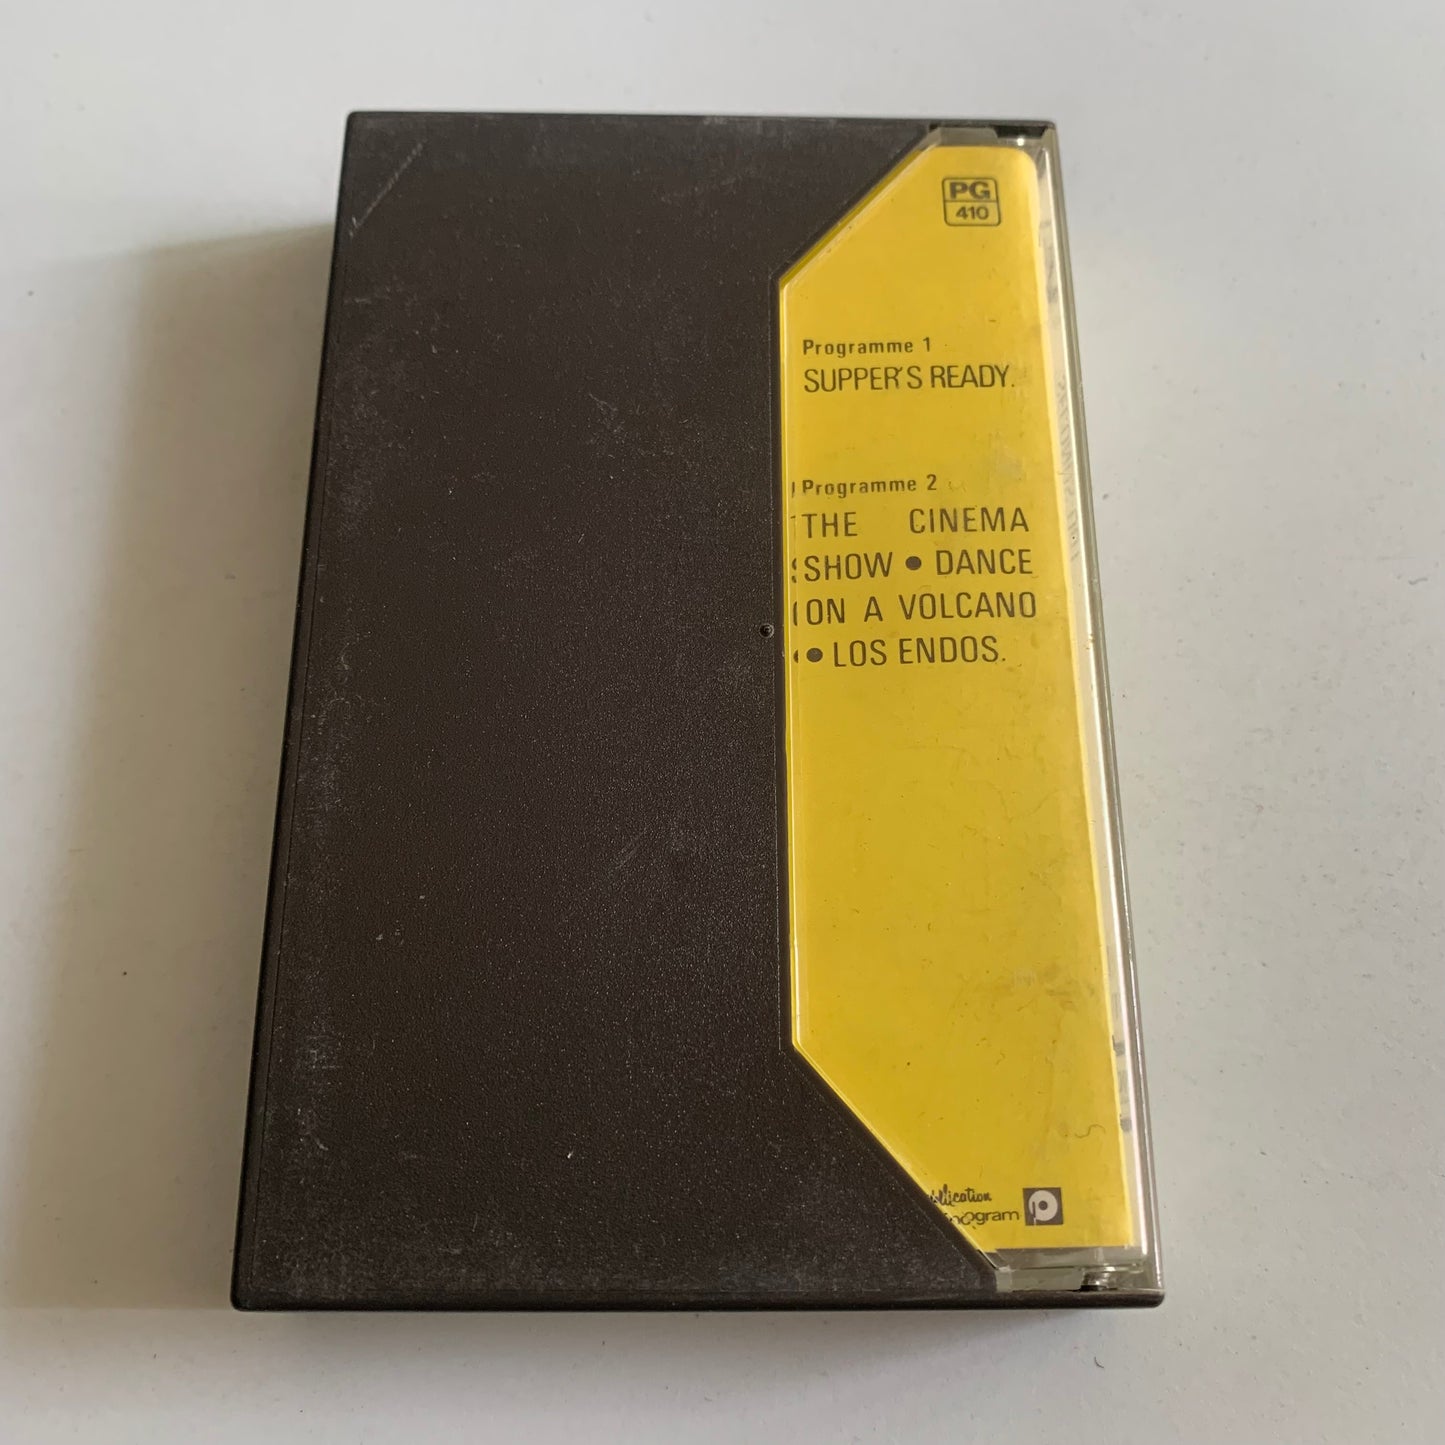 PG
410
Programme 1
SUPPER'S READY.
Programme 2
THE CINEMA
SHOW • DANCE
ON A VOLCANO
• LOS ENDOS.